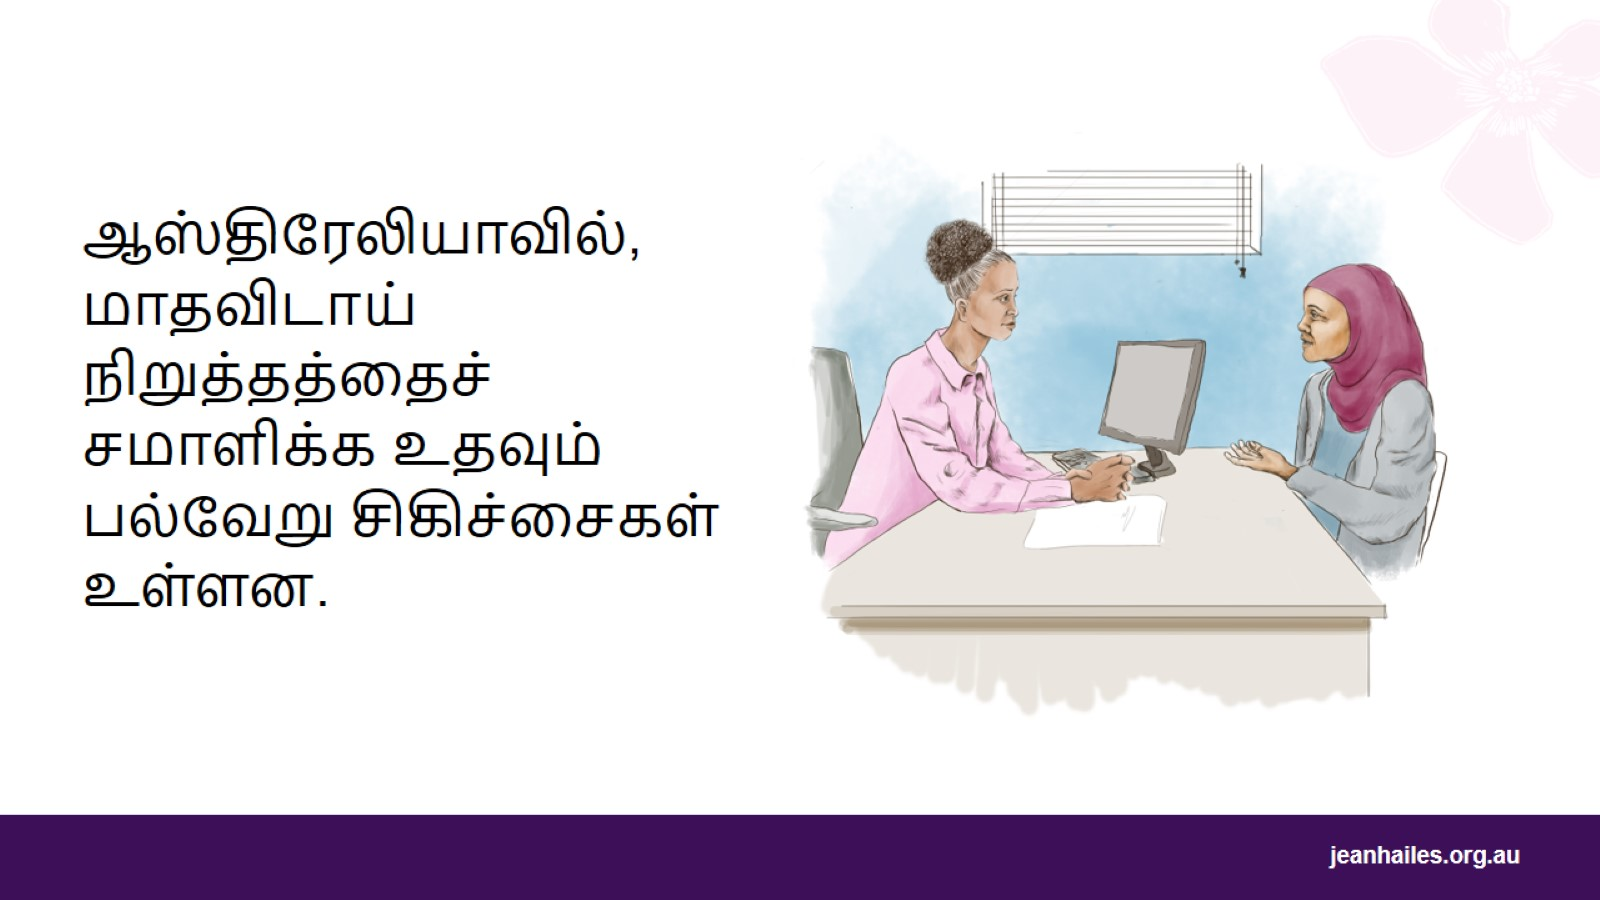 ஆஸ்திரேலியாவில்,
மாதவிடாய்
நிறுத்தத்தைச்
சமாளிக்க உதவும்
பல்வேறு சிகிச்சைகள்
உள்ளன.
jeanhailes.org.au